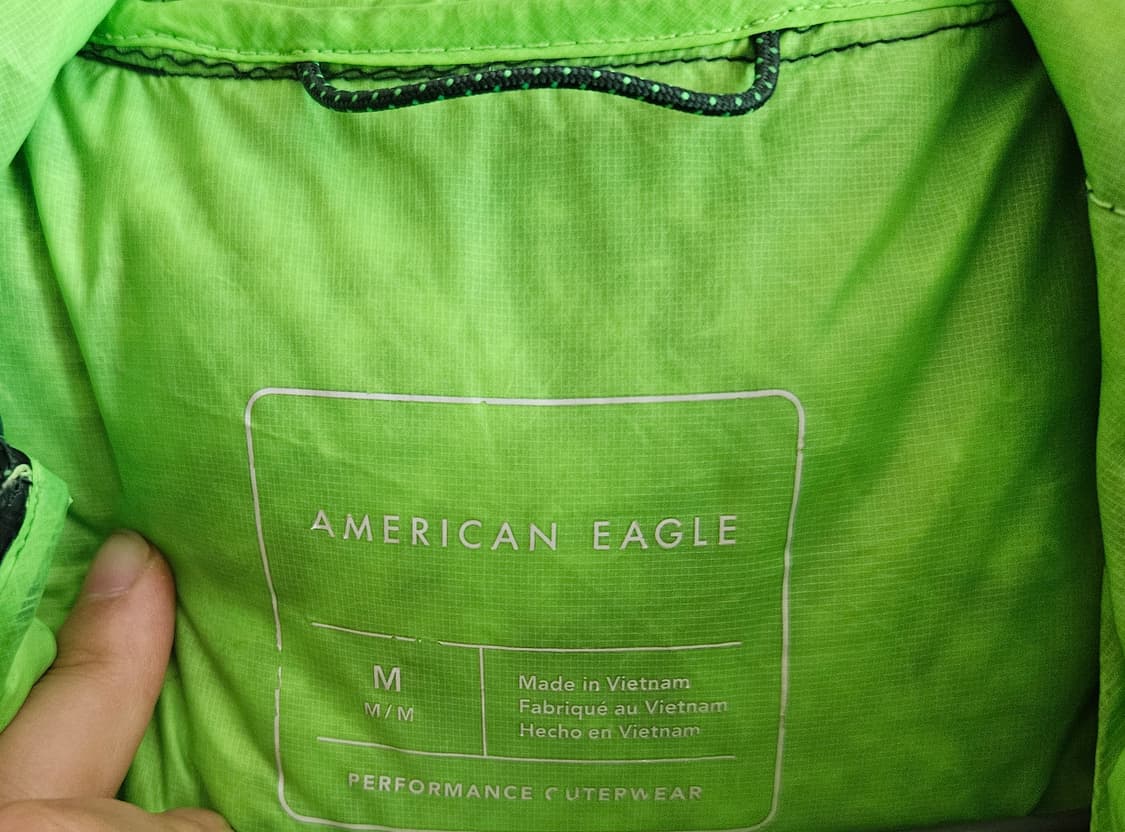 AMERICAN EAGLE
M
M/M
Made in Vietnam
Fabriqué au Vietnam
Hecho en Vietnam
PERFORMANCE OUTERWEAR